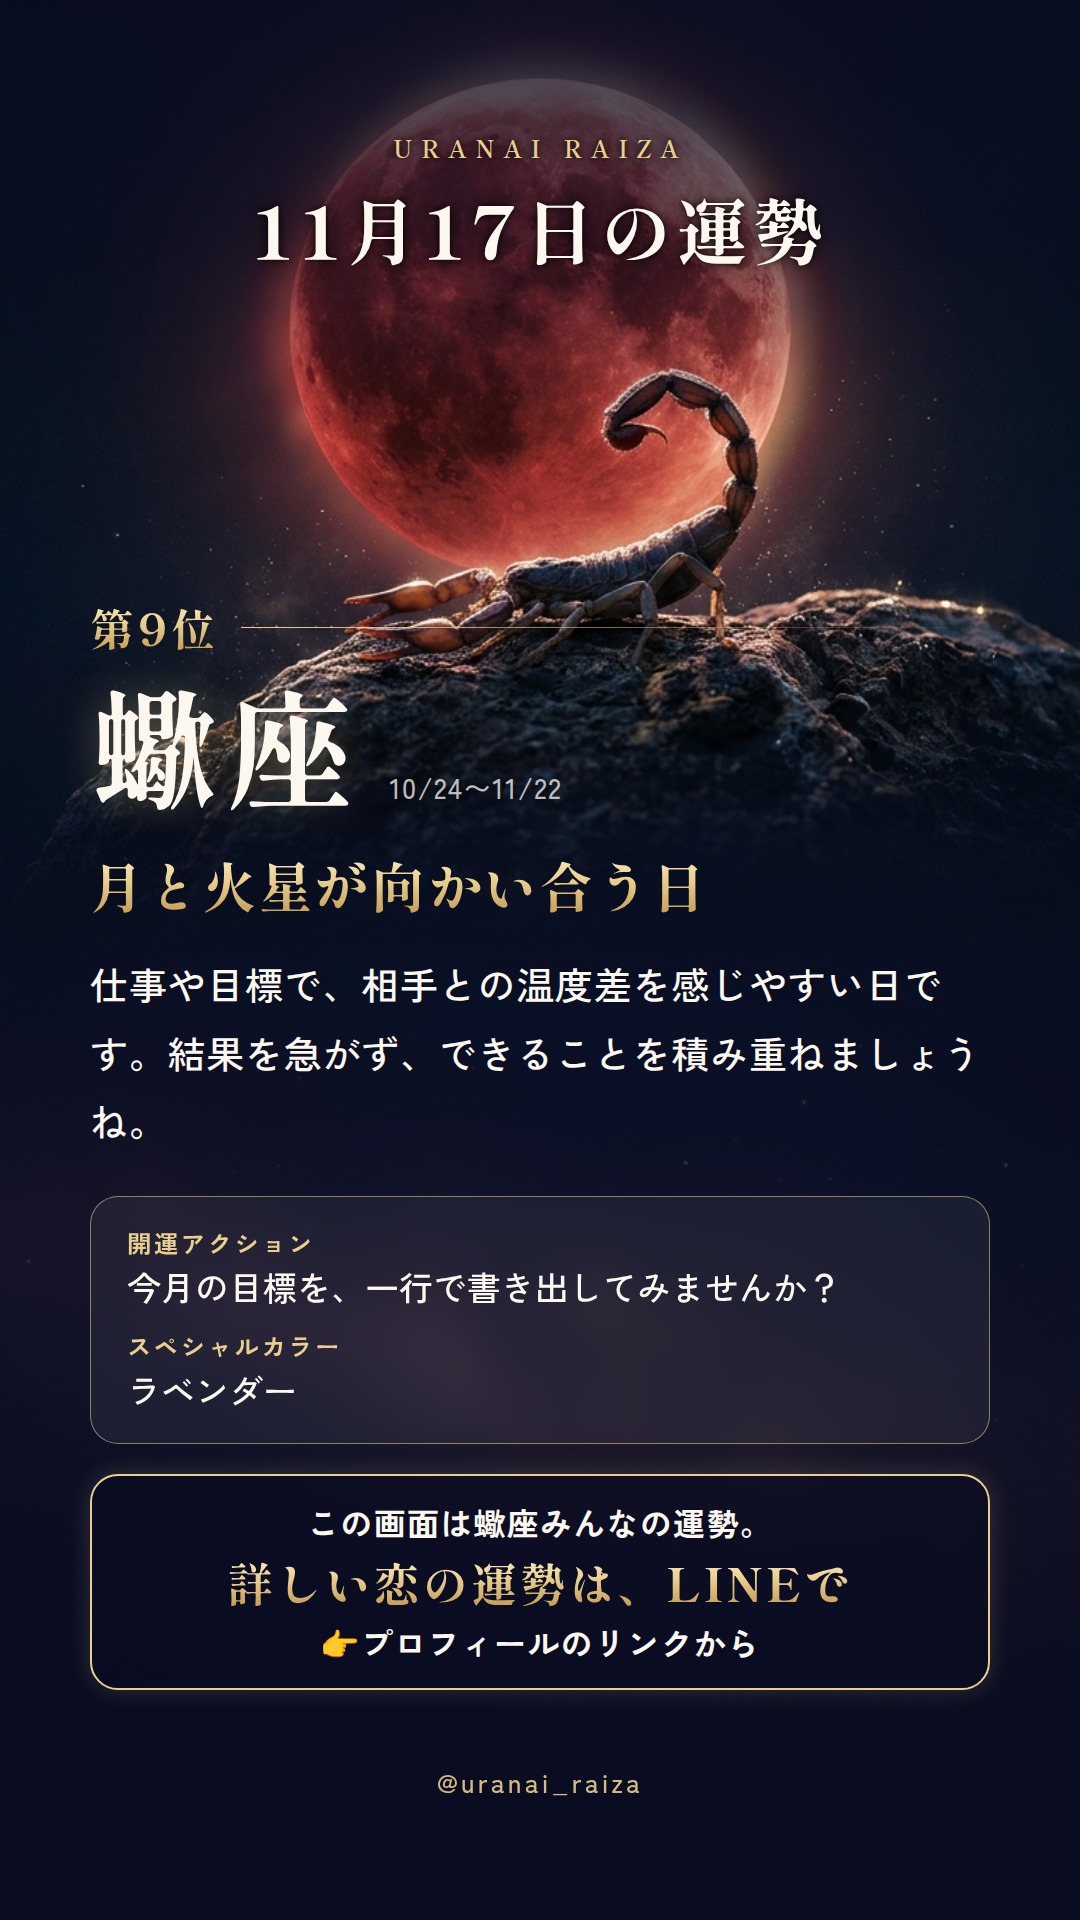 URANAI RAIZA
11月17日の運勢
第9位
蠍座 10/24〜11/22
月と火星が向かい合う日
仕事や目標で、相手との温度差を感じやすい日で
す。結果を急がず、できることを積み重ねましょう
ね。
開運アクション
今月の目標を、一行で書き出してみませんか？
スペシャルカラー
ラベンダー
この画面は蠍座みんなの運勢。
詳しい恋の運勢は、LINEで
👉プロフィールのリンクから
@uranai_raiza